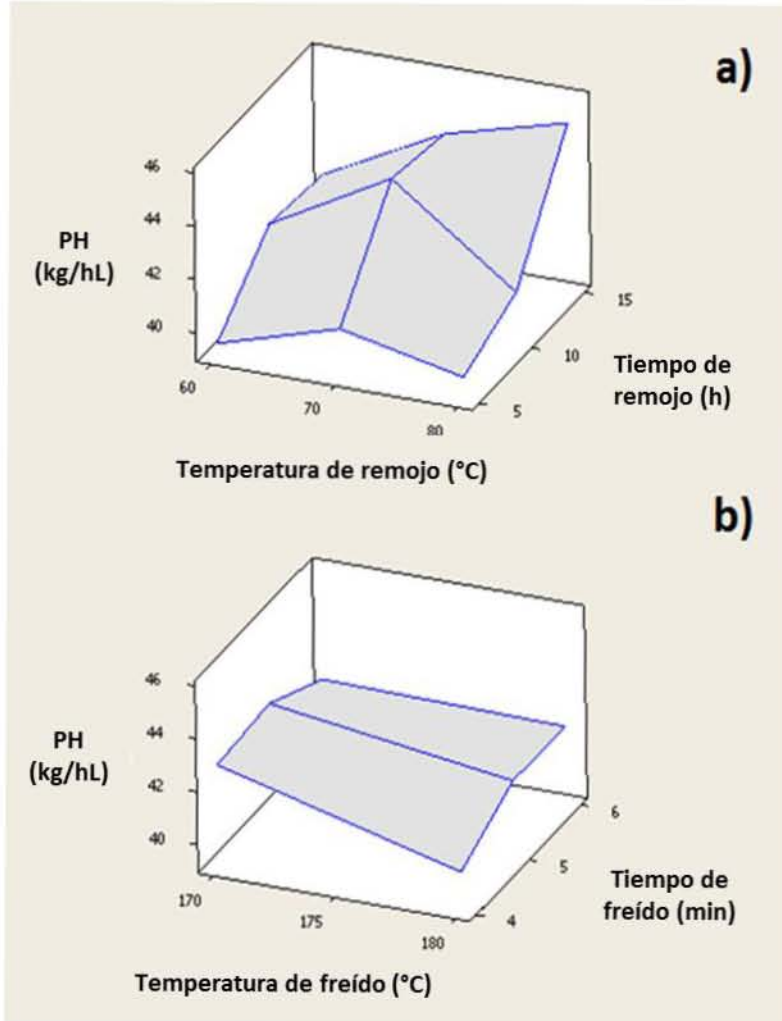 a)
46
44
PH
(kg/hL)
42
40
60
70
80
5
10
15
Tiempo de
remojo (h)
Temperatura de remojo (°C)
b)
46
44
PH
(kg/hL)
42
40
170
175
180
4
5
6
Tiempo de
freído (min)
Temperatura de freído (°C)